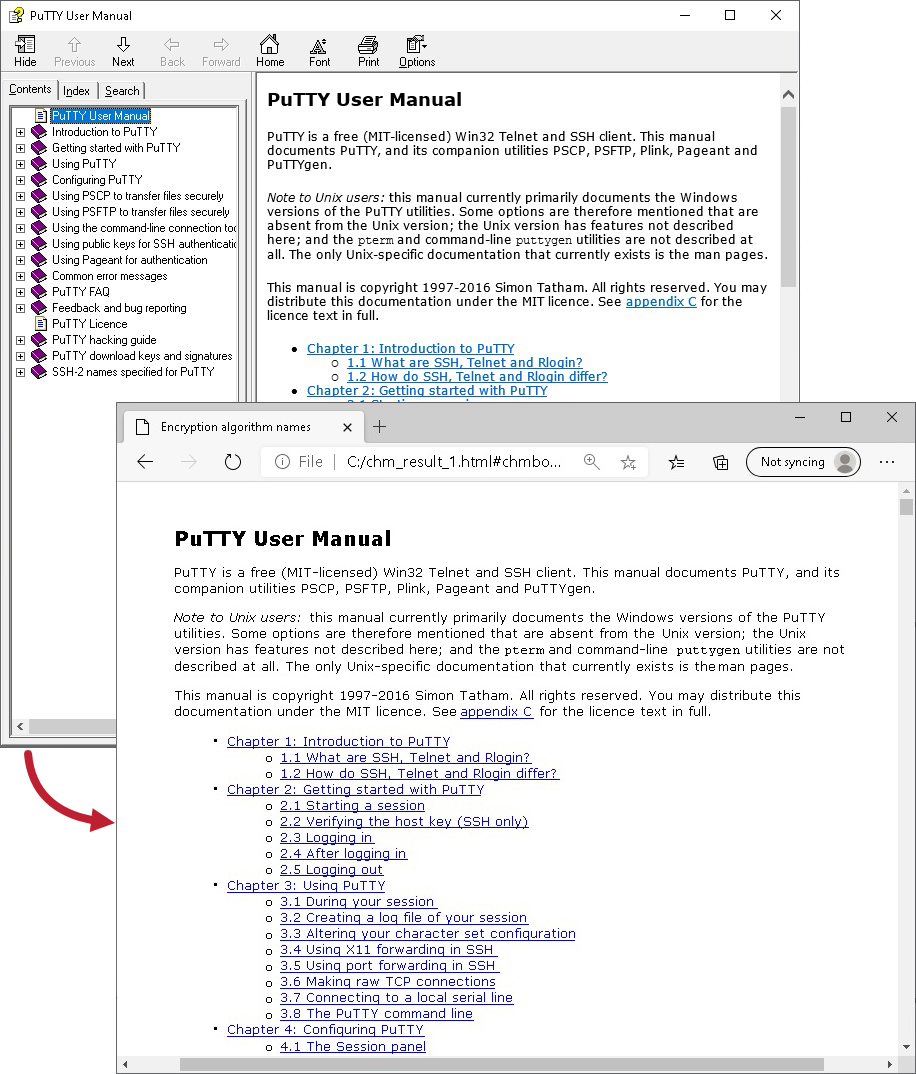 PuTTY User Manual
Hide Previous Next Back Forward Home Font Print Options
Contents Index Search
PuTTY User Manual
Introduction to PuTTY
Getting started with PuTTY
Using PuTTY
Configuring PuTTY
Using PSCP to transfer files securely
Using PSFTP to transfer files securely
Using the command-line connection
Using public keys for SSH
Using Pageant for authentication
Common error messages
PuTTY FAQ
Feedback and bug reporting
PuTTY Licence
PuTTY hacking guide
PuTTY download keys and signatures
SSH-2 names specified for PuTTY
PuTTY User Manual
PuTTY is a free (MIT-licensed) Win32 Telnet and SSH client. This manual
documents PuTTY, and its companion utilities PSCP, PSFTP, Plink, Pageant and
PuTTYgen.
Note to Unix users: this manual currently primarily documents the Windows
versions of the PuTTY utilities. Some options are therefore mentioned that are
absent from the Unix version; the Unix version has features not described
here; and the pterm and command-line puttygen utilities are not described at
all. The only Unix-specific documentation that currently exists is the man pages.
This manual is copyright 1997-2016 Simon Tatham. All rights reserved. You may
distribute this documentation under the MIT licence. See appendix C for the
licence text in full.
• Chapter 1: Introduction to PuTTY
o 1.1 What are SSH, Telnet and Rlogin?
o 1.2 How do SSH, Telnet and Rlogin differ?
• Chapter 2: Getting started with PuTTY
Encryption algorithm names
File | C:/chm_result_1.html#chmbo... Not syncing
PuTTY User Manual
PuTTY is a free (MIT-licensed) Win32 Telnet and SSH client. This manual documents PuTTY, and its
companion utilities PSCP, PSFTP, Plink, Pageant and PuTTYgen.
Note to Unix users: this manual currently primarily documents the Windows versions of the PuTTY
utilities. Some options are therefore mentioned that are absent from the Unix version; the Unix
version has features not described here; and the pterm and command-line puttygen utilities are not
described at all. The only Unix-specific documentation that currently exists is the man pages.
This manual is copyright 1997-2016 Simon Tatham. All rights reserved. You may distribute this
documentation under the MIT licence. See appendix C for the licence text in full.
• Chapter 1: Introduction to PuTTY
o 1.1 What are SSH, Telnet and Rlogin?
o 1.2 How do SSH, Telnet and Rlogin differ?
• Chapter 2: Getting started with PuTTY
o 2.1 Starting a session
o 2.2 Verifying the host key (SSH only)
o 2.3 Logging in
o 2.4 After logging in
o 2.5 Logging out
• Chapter 3: Using PuTTY
o 3.1 During your session
o 3.2 Creating a log file of your session
o 3.3 Altering your character set configuration
o 3.4 Using X11 forwarding in SSH
o 3.5 Using port forwarding in SSH
o 3.6 Making raw TCP connections
o 3.7 Connecting to a local serial line
o 3.8 The PuTTY command line
• Chapter 4: Configuring PuTTY
o 4.1 The Session panel